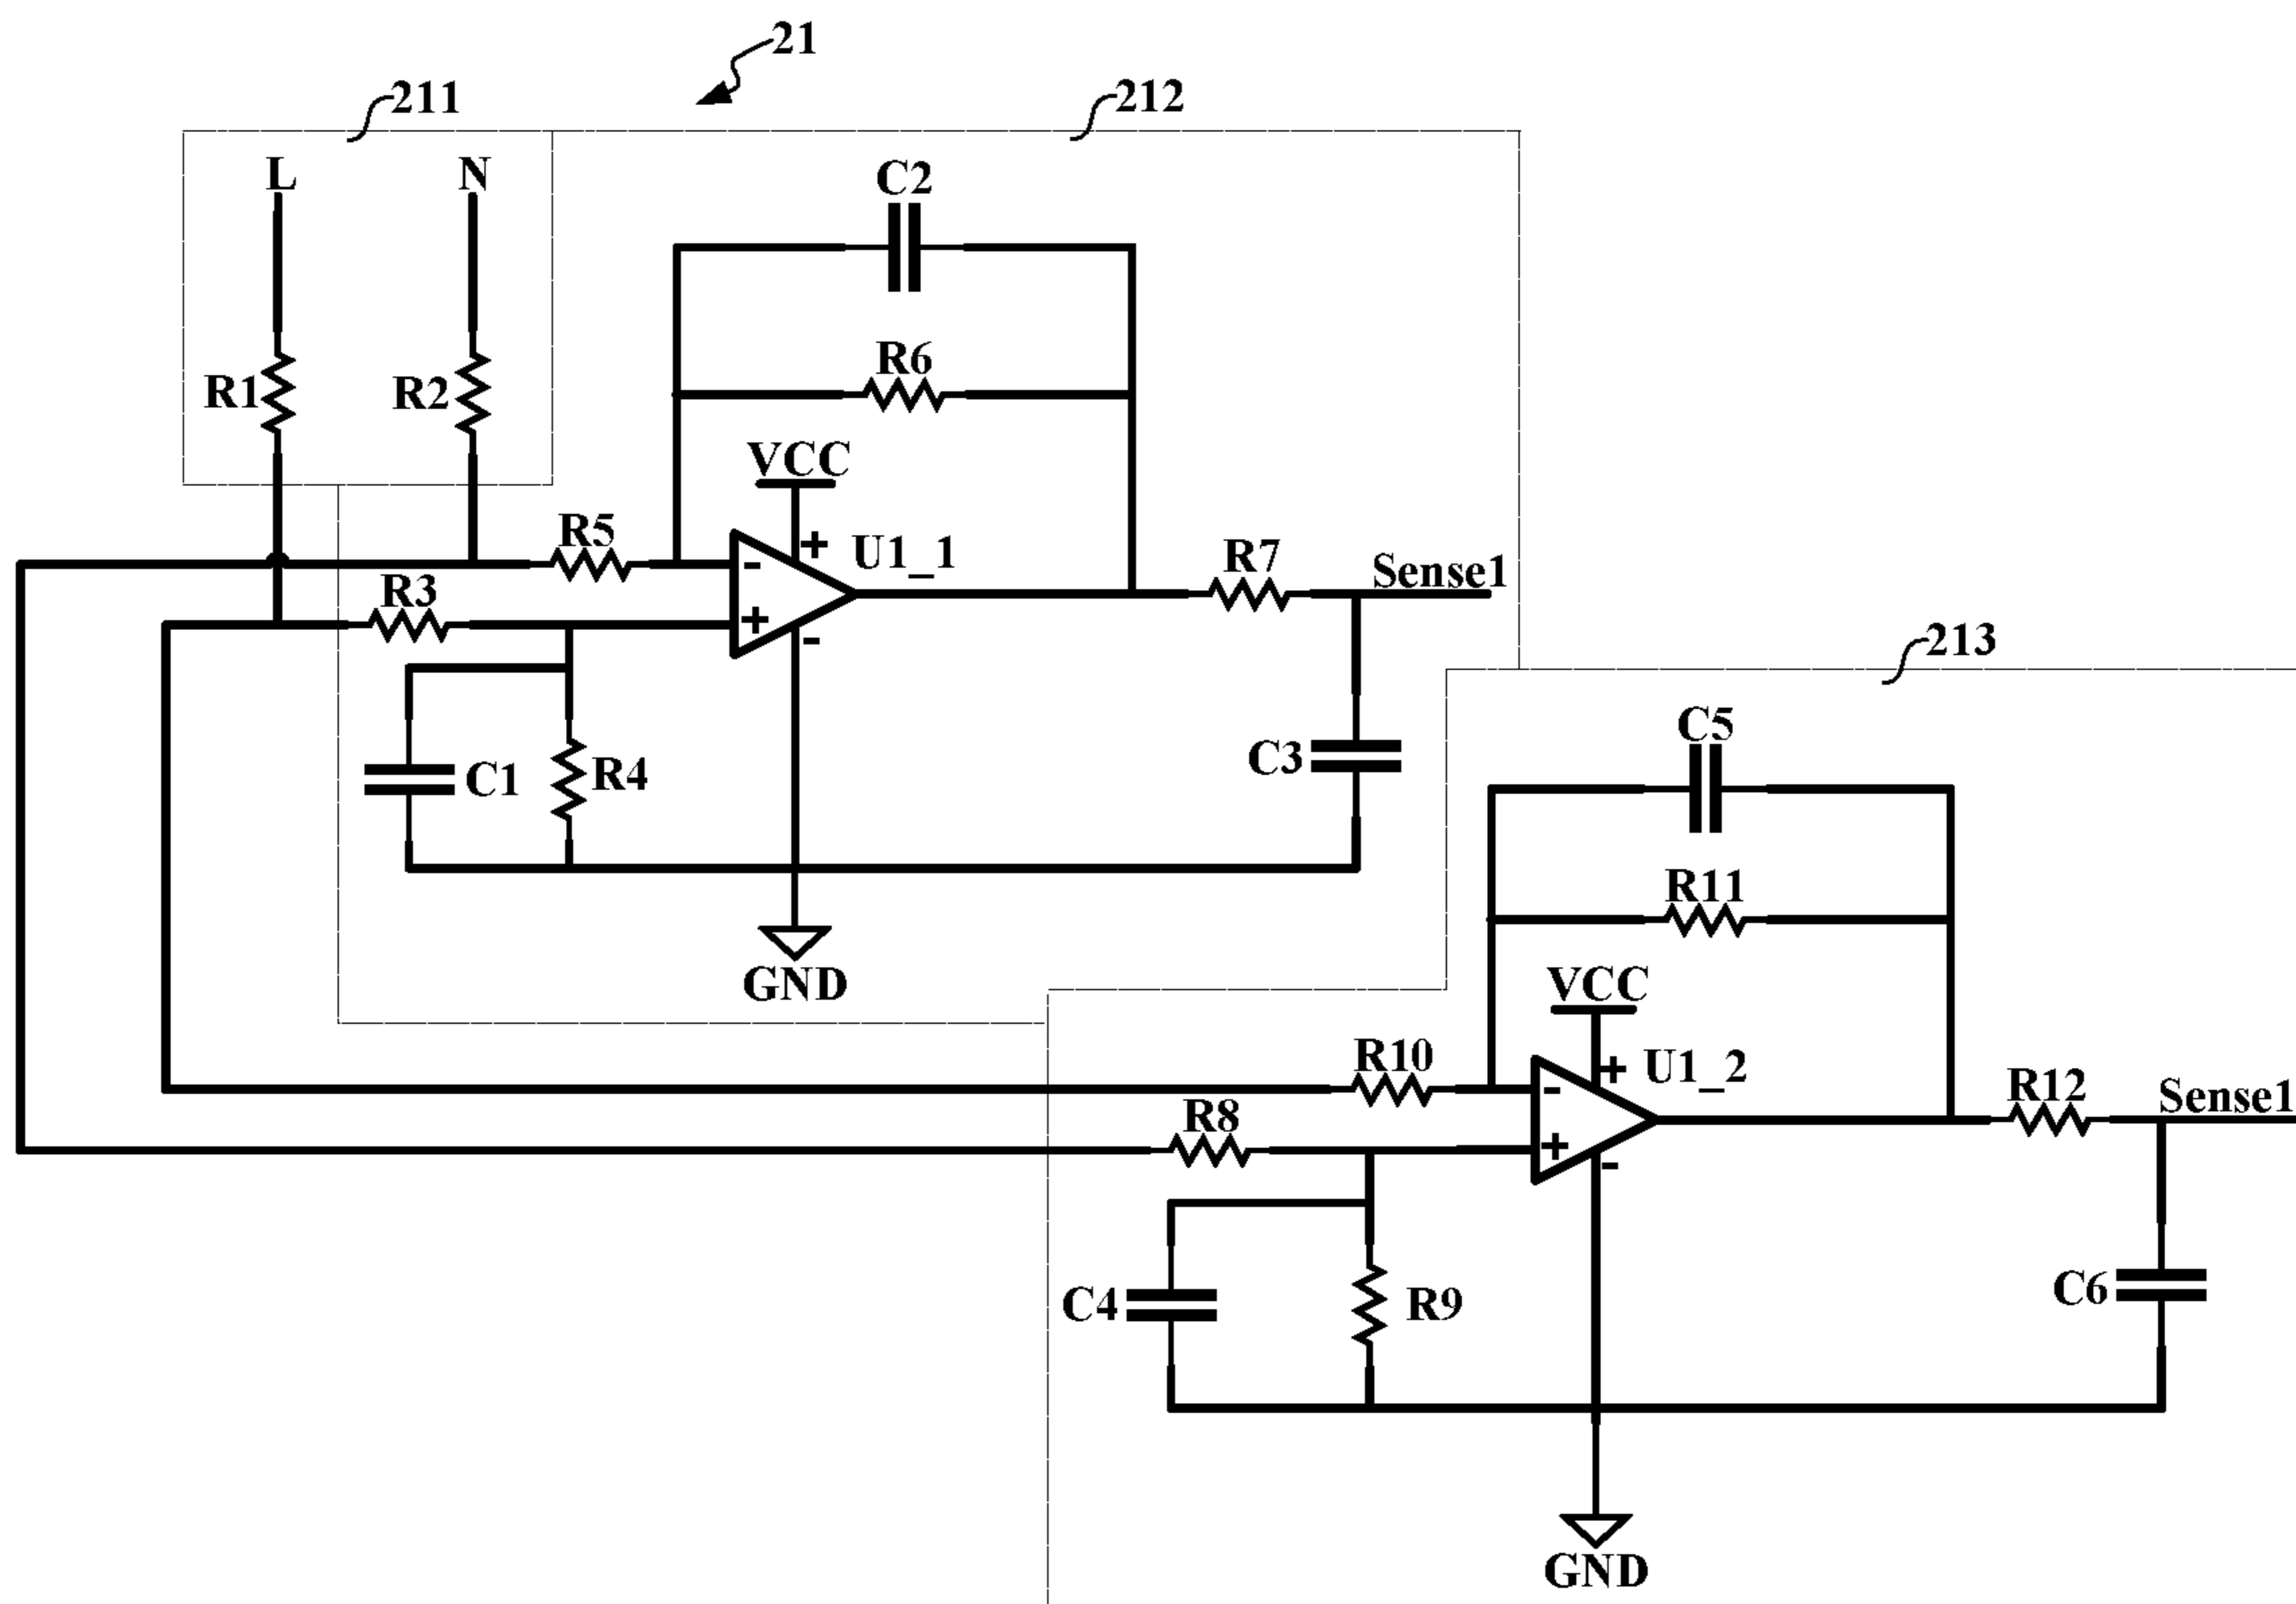 21
211
212
L
N
C2
R1
R2
R6
VCC
+
R5
-
U1_1
R7
Sense1
R3
+
-
213
C1
R4
C3
C5
GND
R11
VCC
R10
-
+
U1_2
R12
Sense1
R8
+
-
C4
R9
C6
GND